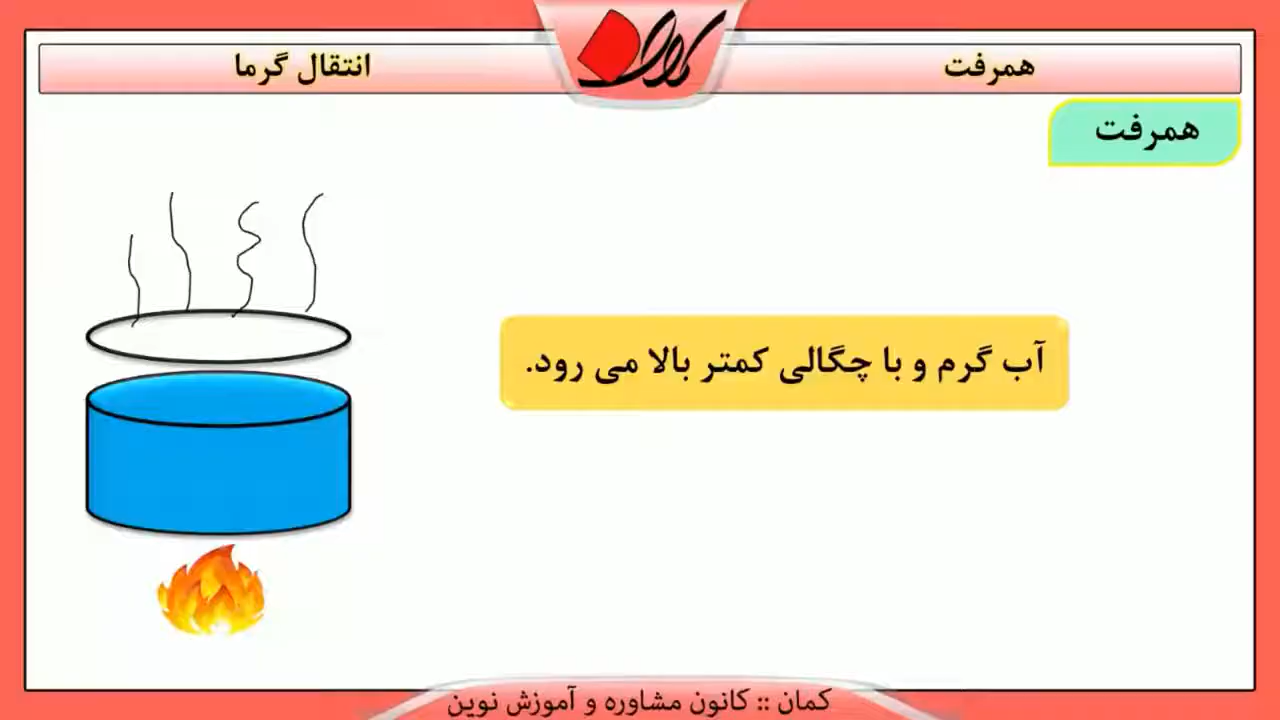 همرفت
انتقال گرما
همرفت
آب گرم و با چگالی کمتر بالا می رود.
کمان :: کانون مشاوره و آموزش نوین